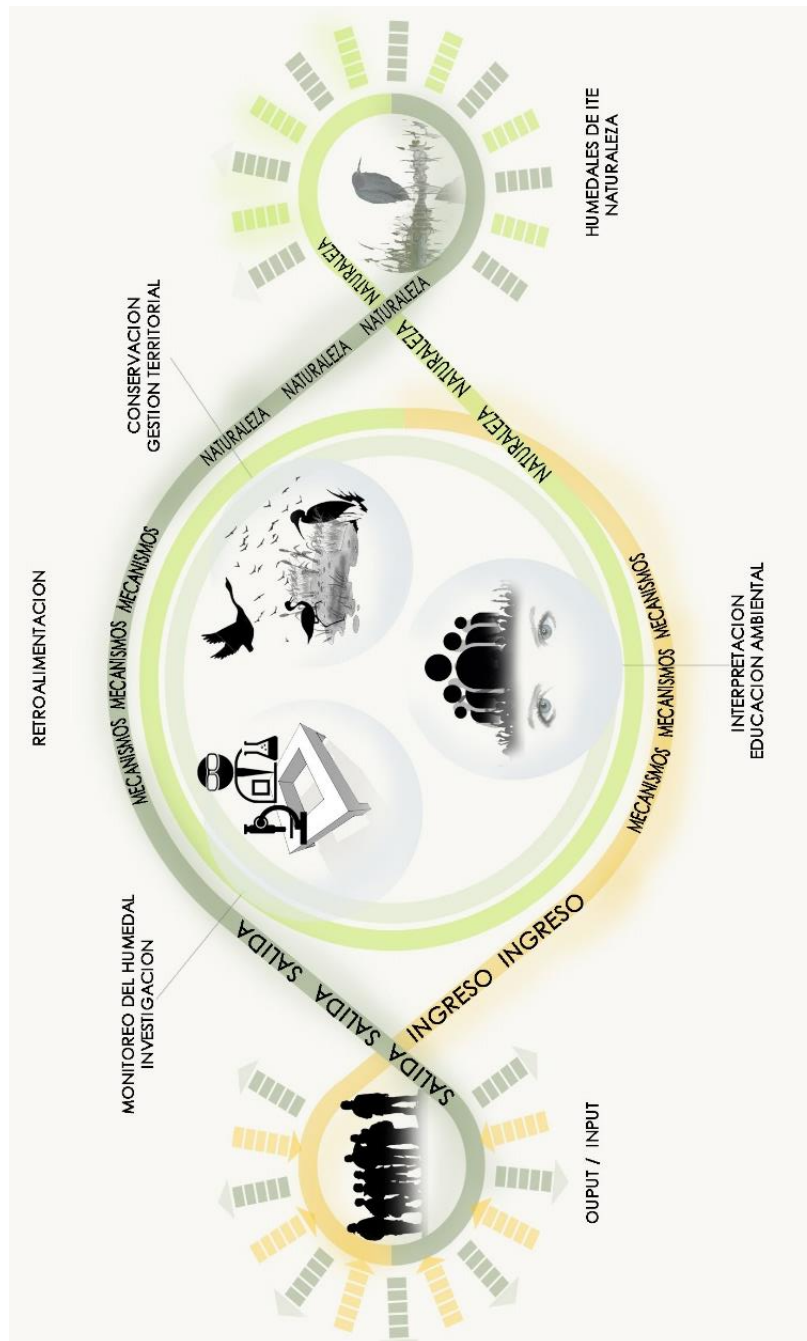 RETROALIMENTACION
MONITOREO DEL HUMEDAL
INVESTIGACION
CONSERVACION
GESTION TERRITORIAL
MECANISMOS MECANISMOS MECANISMOS
SALIDA SALIDA SALIDA
NATURALEZA NATURALEZA NATURALEZA
NATURALEZA NATURALEZA NATURALEZA NATURALEZA
INGRESO INGRESO
MECANISMOS MECANISMOS MECANISMOS
OUPUT / INPUT
INTERPRETACION
EDUCACION AMBIENTAL
HUMEDALES DE ITE
NATURALEZA